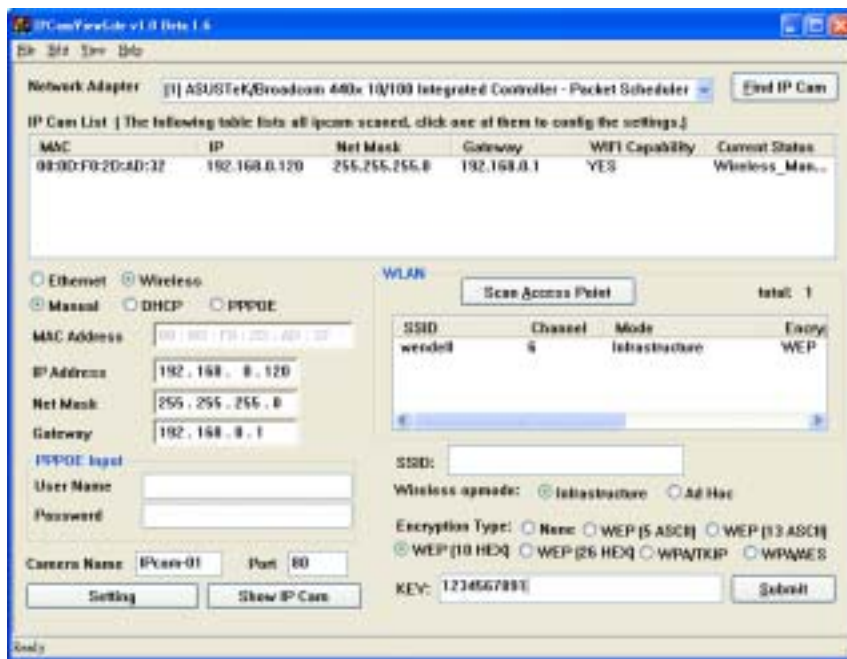 IPCamViewLite v1.0 Beta 1.6
File Edit View Help
Network Adapter [1] ASUSTeK/Broadcom 440x 10/100 Integrated Controller - Packet Scheduler Find IP Cam
IP Cam List [ The following table lists all ipcam scaned, click one of them to config the settings.]
MAC IP Net Mask Gateway WIFI Capability Current Status
00:0D:F0:2D:AD:32 192.168.0.120 255.255.255.0 192.168.0.1 YES Wireless_Man...
Ethernet Wireless
Manual DHCP PPPOE
MAC Address
IP Address 192 . 168 . 0 . 120
Net Mask 255 . 255 . 255 . 0
Gateway 192 . 168 . 0 . 1
PPPOE Input
User Name
Password
Camera Name IPcam-01 Port 80
Setting Show IP Cam
WLAN
Scan Access Point total: 1
SSID Channel Mode Encry
wendell 6 Infrastructure WEP
SSID:
Wireless opmode: Infrastructure Ad Hoc
Encryption Type: None WEP [5 ASCII] WEP [13 ASCII]
WEP [10 HEX] WEP [26 HEX] WPA/TKIP WPA/AES
KEY: 1234567891 Submit
Ready